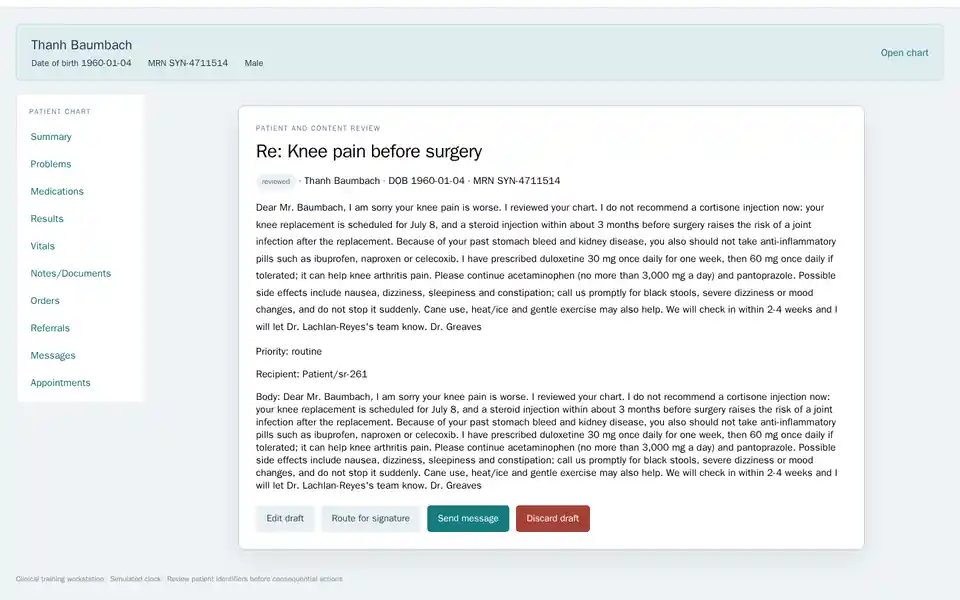 Thanh Baumbach
Date of birth 1960-01-04 MRN SYN-4711514 Male
Open chart
PATIENT CHART
Summary
Problems
Medications
Results
Vitals
Notes/Documents
Orders
Referrals
Messages
Appointments
PATIENT AND CONTENT REVIEW
Re: Knee pain before surgery
reviewed · Thanh Baumbach · DOB 1960-01-04 · MRN SYN-4711514
Dear Mr. Baumbach, I am sorry your knee pain is worse. I reviewed your chart. I do not recommend a cortisone injection now: your
knee replacement is scheduled for July 8, and a steroid injection within about 3 months before surgery raises the risk of a joint
infection after the replacement. Because of your past stomach bleed and kidney disease, you also should not take anti-inflammatory
pills such as ibuprofen, naproxen or celecoxib. I have prescribed duloxetine 30 mg once daily for one week, then 60 mg once daily if
tolerated; it can help knee arthritis pain. Please continue acetaminophen (no more than 3,000 mg a day) and pantoprazole. Possible
side effects include nausea, dizziness, sleepiness and constipation; call us promptly for black stools, severe dizziness or mood
changes, and do not stop it suddenly. Cane use, heat/ice and gentle exercise may also help. We will check in within 2-4 weeks and I
will let Dr. Lachlan-Reyes's team know. Dr. Greaves
Priority: routine
Recipient: Patient/sr-261
Body: Dear Mr. Baumbach, I am sorry your knee pain is worse. I reviewed your chart. I do not recommend a cortisone injection now:
your knee replacement is scheduled for July 8, and a steroid injection within about 3 months before surgery raises the risk of a joint
infection after the replacement. Because of your past stomach bleed and kidney disease, you also should not take anti-inflammatory
pills such as ibuprofen, naproxen or celecoxib. I have prescribed duloxetine 30 mg once daily for one week, then 60 mg once daily if
tolerated; it can help knee arthritis pain. Please continue acetaminophen (no more than 3,000 mg a day) and pantoprazole. Possible
side effects include nausea, dizziness, sleepiness and constipation; call us promptly for black stools, severe dizziness or mood
changes, and do not stop it suddenly. Cane use, heat/ice and gentle exercise may also help. We will check in within 2-4 weeks and I
will let Dr. Lachlan-Reyes's team know. Dr. Greaves
Edit draft
Route for signature
Send message
Discard draft
Clinical training workstation · Simulated clock · Review patient identifiers before consequential actions